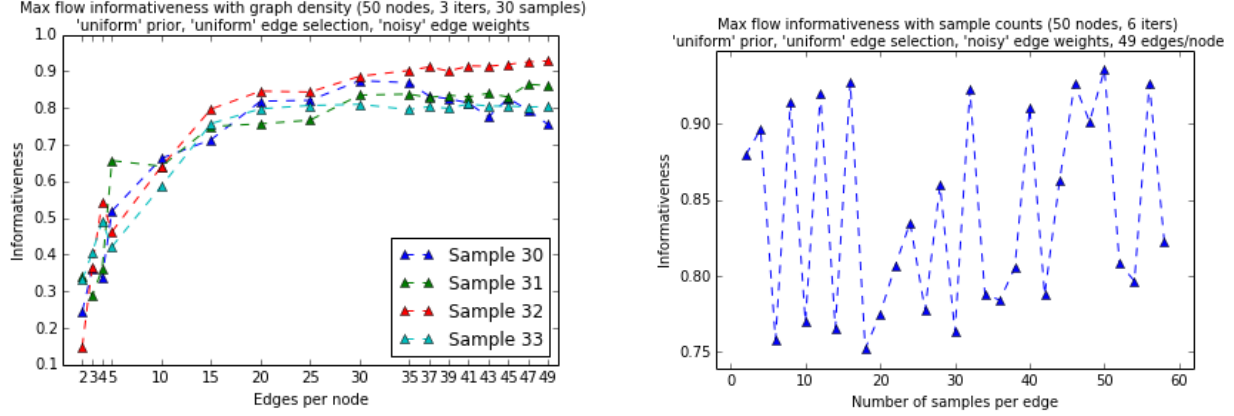 Max flow informativeness with graph density (50 nodes, 3 iters, 30 samples)
'uniform' prior, 'uniform' edge selection, 'noisy' edge weights
1.0
0.9
0.8
0.7
0.6
0.5
0.4
0.3
0.2
0.1
Informativeness
Sample 30
Sample 31
Sample 32
Sample 33
2 3 4 5 10 15 20 25 30 35 37 39 41 43 45 47 49
Edges per node
Max flow informativeness with sample counts (50 nodes, 6 iters)
'uniform' prior, 'uniform' edge selection, 'noisy' edge weights, 49 edges/node
0.90
0.85
0.80
0.75
Informativeness
0 10 20 30 40 50 60
Number of samples per edge